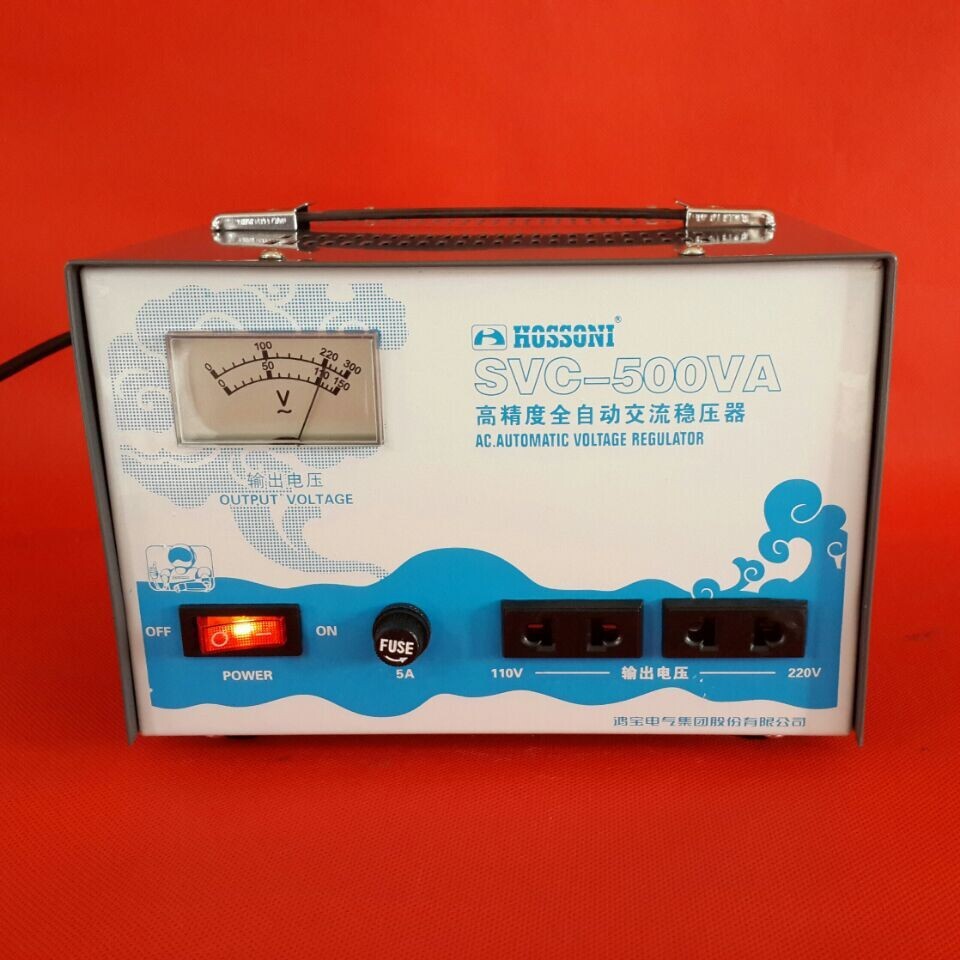 HOSSONI®
SVC-500VA
高精度全自动交流稳压器
AC.AUTOMATIC VOLTAGE REGULATOR
0 100 220 300
0 50 110 150
V
~
输出电压
OUTPUT VOLTAGE
OFF ON
POWER
FUSE
5A
110V 输出电压 220V
鸿宝电气集团股份有限公司